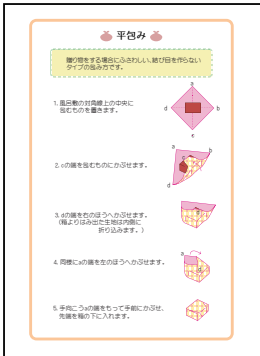 平包み
贈り物をする場合にふさわしい、結び目を作らない
タイプの包み方です。
a
d
b
c
1. 風呂敷の対角線上の中央に
包むものを置きます。
a
b
d
2. cの端を包むものにかぶせます。
3. dの端を右のほうへかぶせます。
(箱よりはみ出た生地は内側に
折り込みます。)
a
4. 同様にaの端を左のほうへかぶせます。
5. 手向こうaの端をもって手前にかぶせ、
先端を箱の下に入れます。